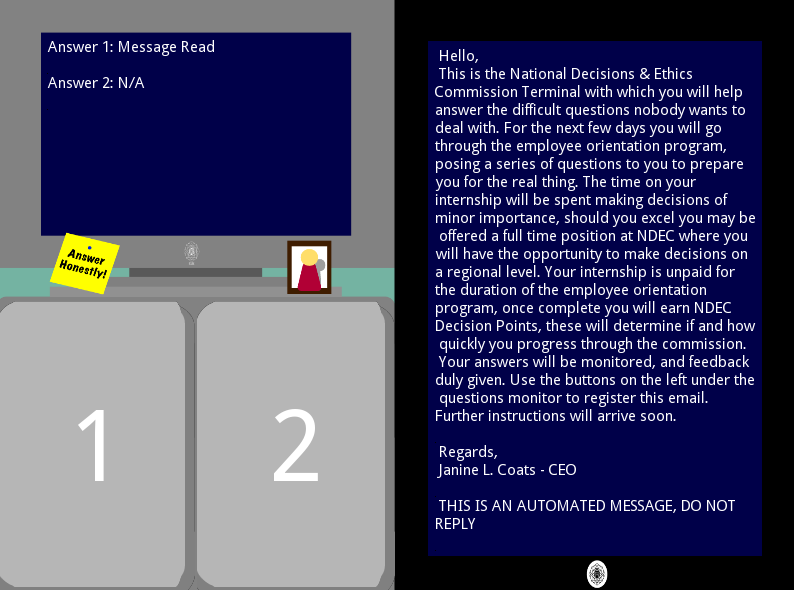 Answer 1: Message Read
Answer 2: N/A
Answer
Honestly!
1
2
Hello,
This is the National Decisions & Ethics
Commission Terminal with which you will help
answer the difficult questions nobody wants to
deal with. For the next few days you will go
through the employee orientation program,
posing a series of questions to you to prepare
you for the real thing. The time on your
internship will be spent making decisions of
minor importance, should you excel you may be
offered a full time position at NDEC where you
will have the opportunity to make decisions on
a regional level. Your internship is unpaid for
the duration of the employee orientation
program, once complete you will earn NDEC
Decision Points, these will determine if and how
quickly you progress through the commission.
Your answers will be monitored, and feedback
duly given. Use the buttons on the left under the
questions monitor to register this email.
Further instructions will arrive soon.
Regards,
Janine L. Coats - CEO
THIS IS AN AUTOMATED MESSAGE, DO NOT
REPLY